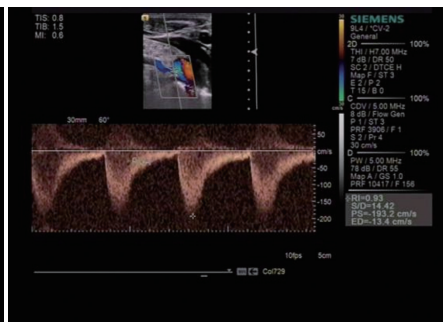 TIS: 0.8
TIB: 1.5
MI: 0.6
SIEMENS
9L4 / *CV-2
General
2D 100%
THI / H7.00 MHz
7 dB / DR 50
SC 2 / DTCE H
Map F / ST 3
E 2 / P 2
T 15 / B 0
C 100%
CDV / 5.00 MHz
8 dB / Flow Gen
P 1 / ST 3
PRF 3906 / F 1
S 2 / Pr 4
30 cm/s
D 100%
PW / 5.00 MHz
78 dB / DR 55
Map A / GS 1.0
PRF 10417 / F 156
RI=0.93
S/D=14.42
PS=-193.2 cm/s
ED=-13.4 cm/s
30mm 60°
50
cm/s
-50
-100
-150
-200
10fps 5cm
Col729